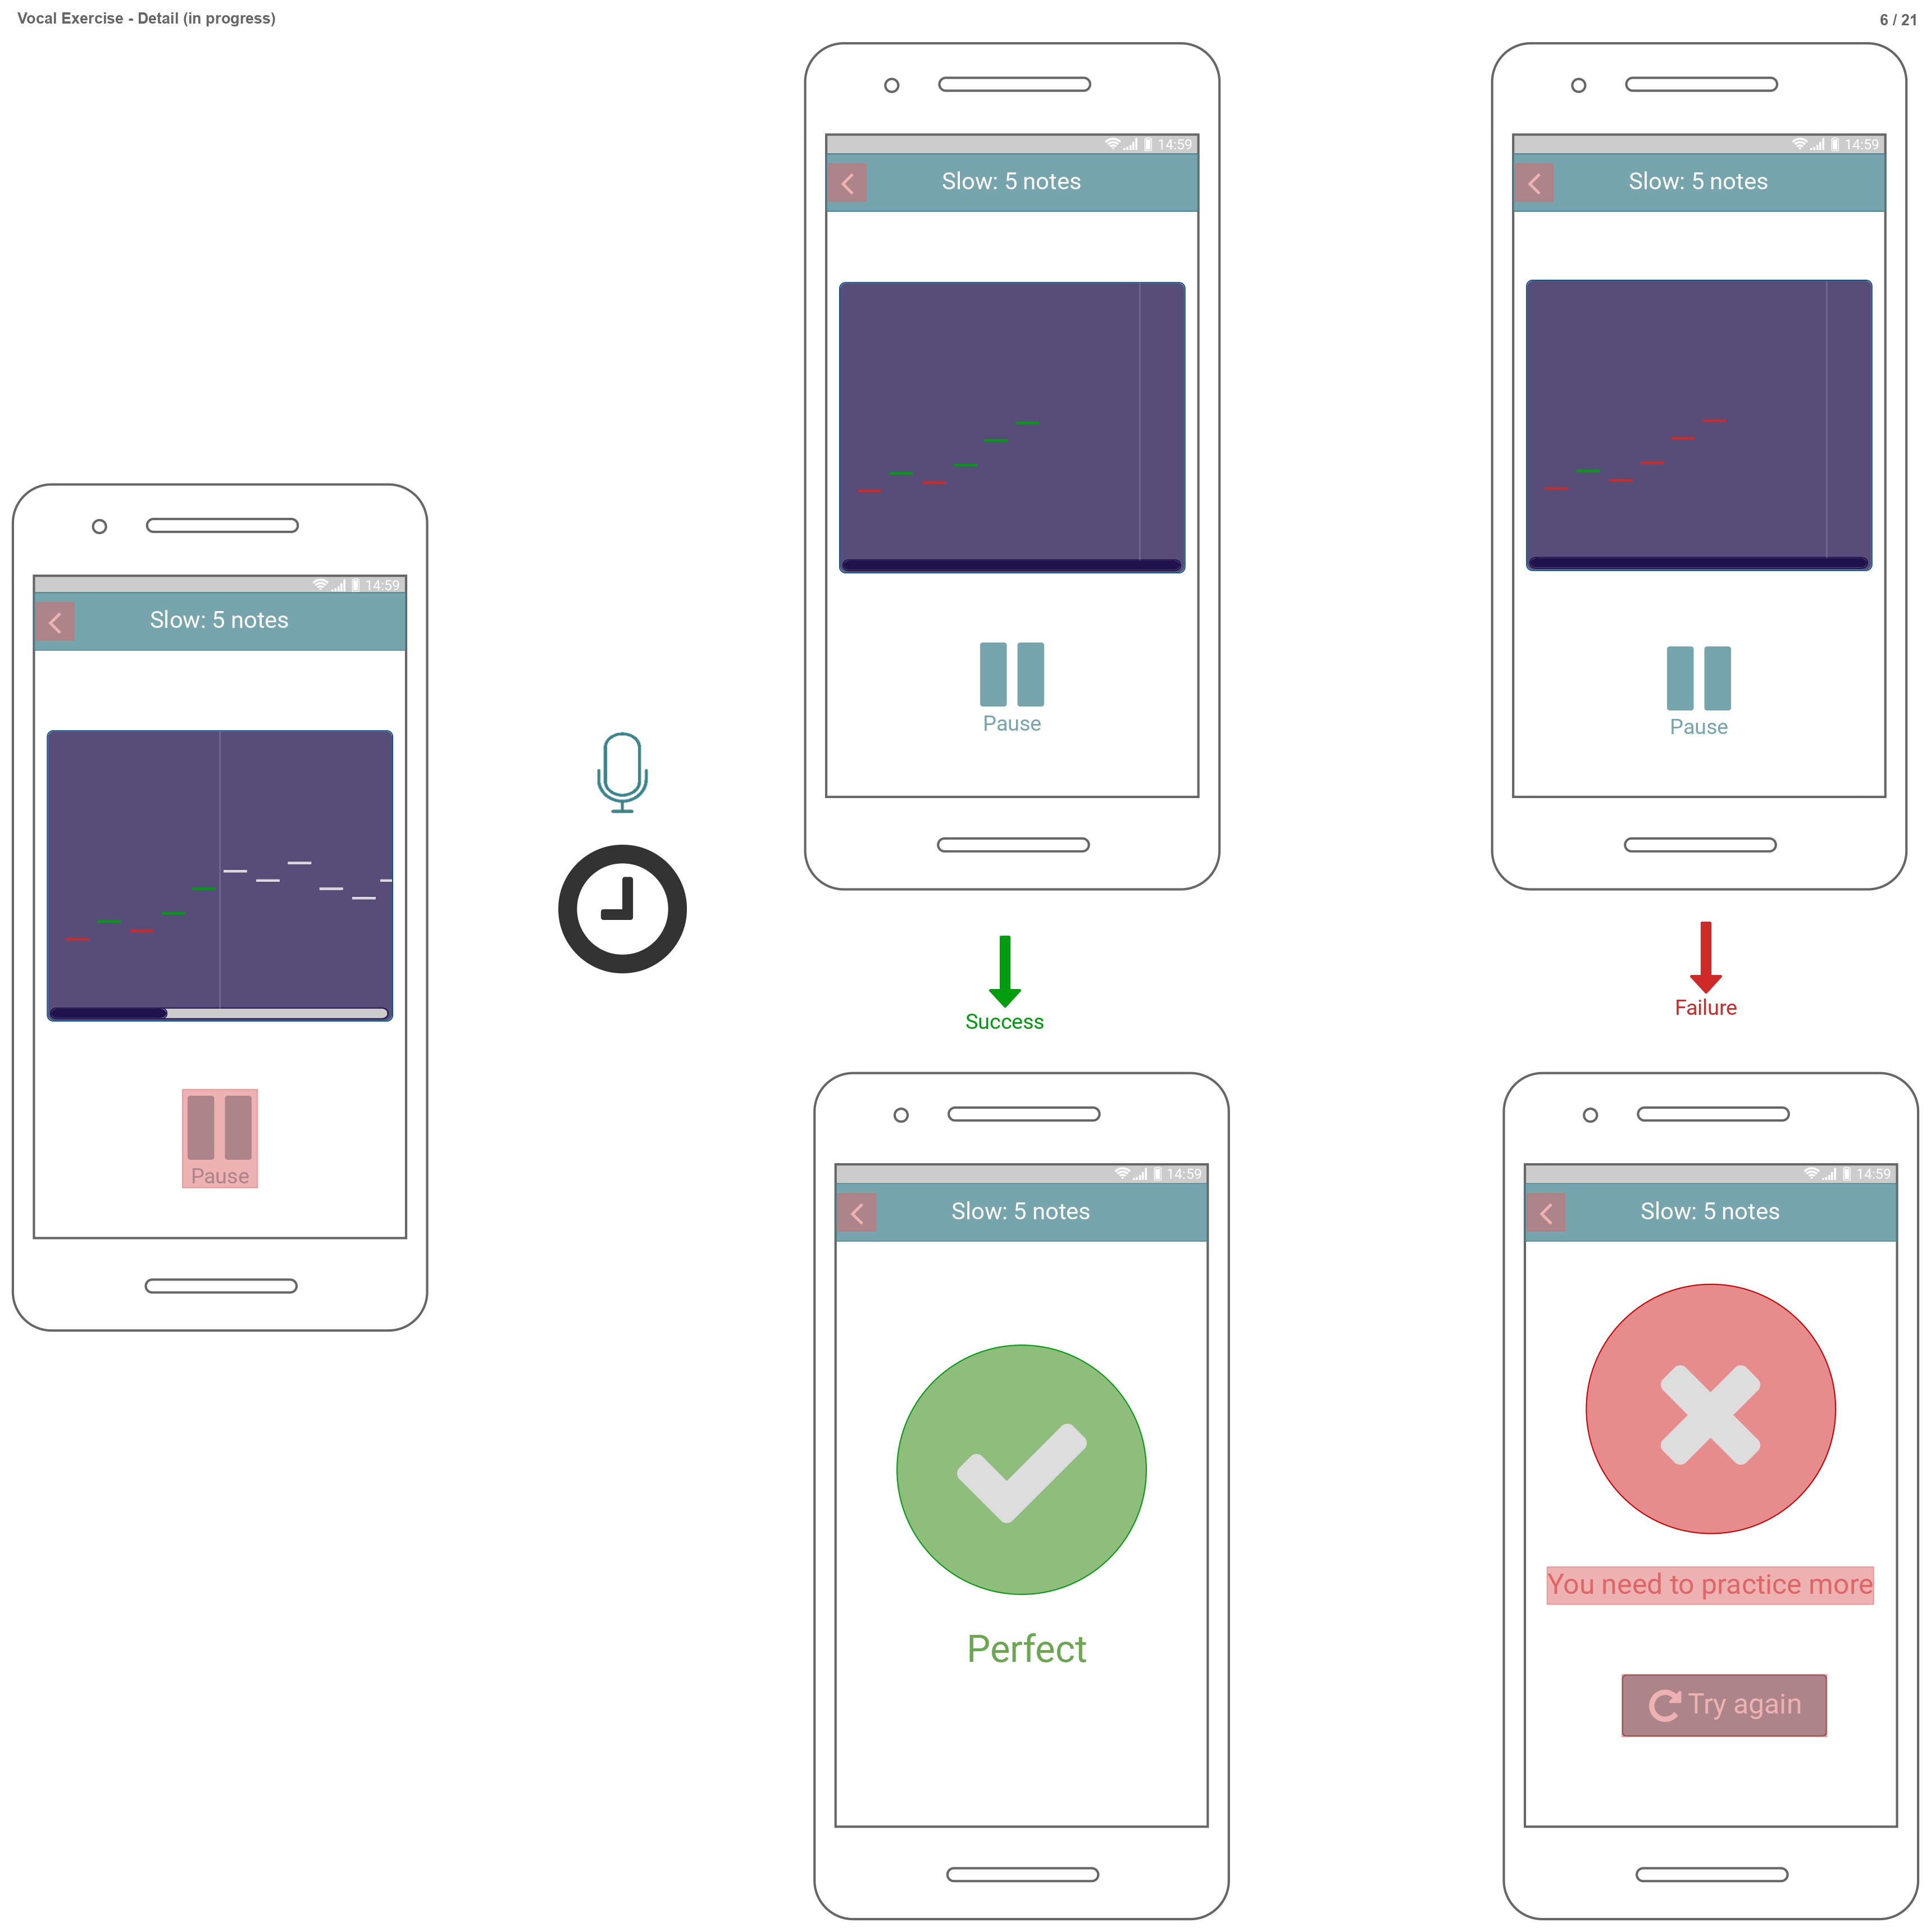 Vocal Exercise - Detail (in progress)
6 / 21
14:59
Slow: 5 notes
Pause
14:59
Slow: 5 notes
Pause
Success
14:59
Slow: 5 notes
Perfect
14:59
Slow: 5 notes
Pause
Failure
14:59
Slow: 5 notes
You need to practice more
Try again